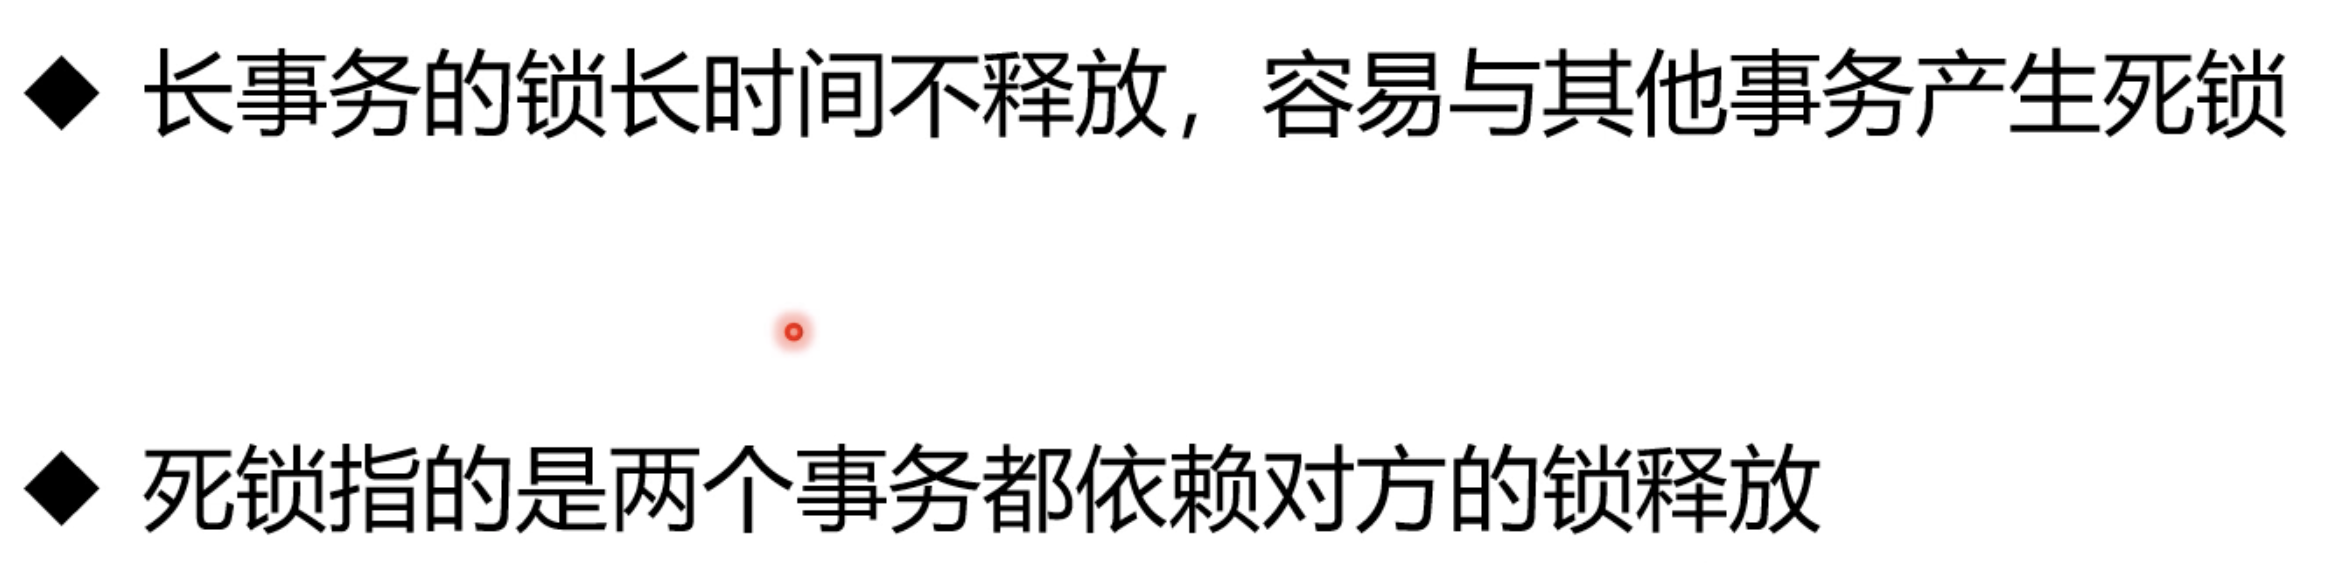 ◆ 长事务的锁长时间不释放，容易与其他事务产生死锁
◆ 死锁指的是两个事务都依赖对方的锁释放